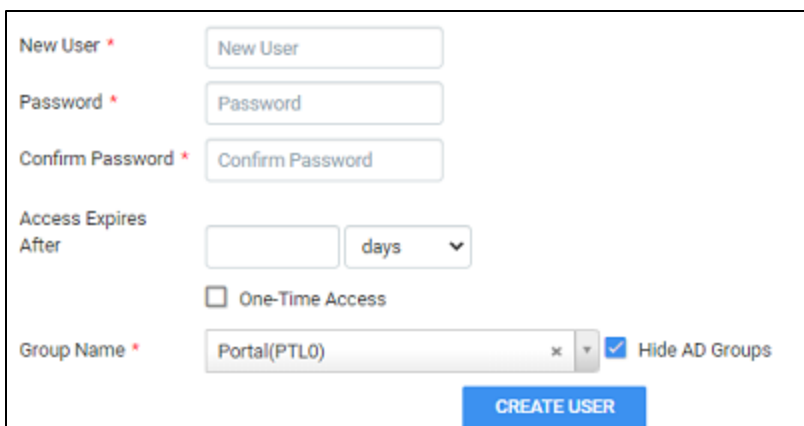 New User * New User
Password * Password
Confirm Password * Confirm Password
Access Expires
After days
One-Time Access
Group Name * Portal(PTL0) × Hide AD Groups
CREATE USER